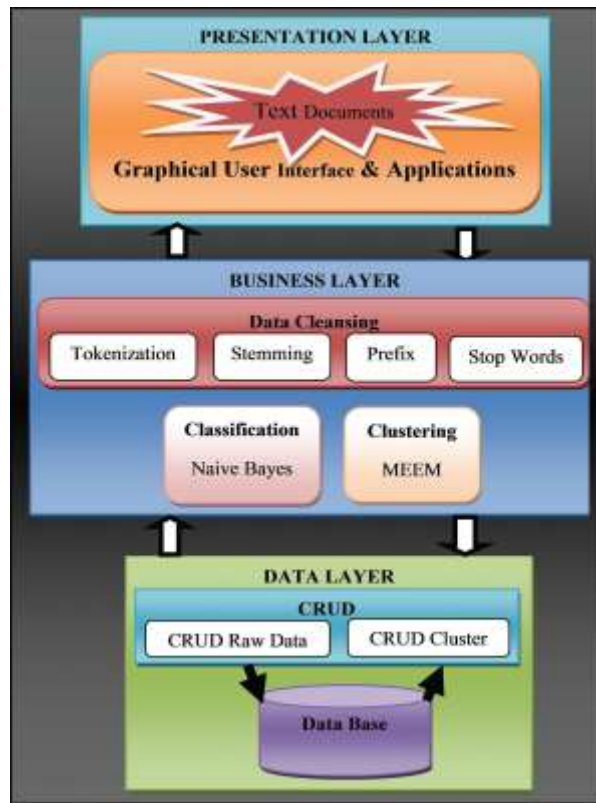 PRESENTATION LAYER
Text Documents
Graphical User Interface & Applications
BUSINESS LAYER
Data Cleansing
Tokenization
Stemming
Prefix
Stop Words
Classification
Naive Bayes
Clustering
MEEM
DATA LAYER
CRUD
CRUD Raw Data
CRUD Cluster
Data Base